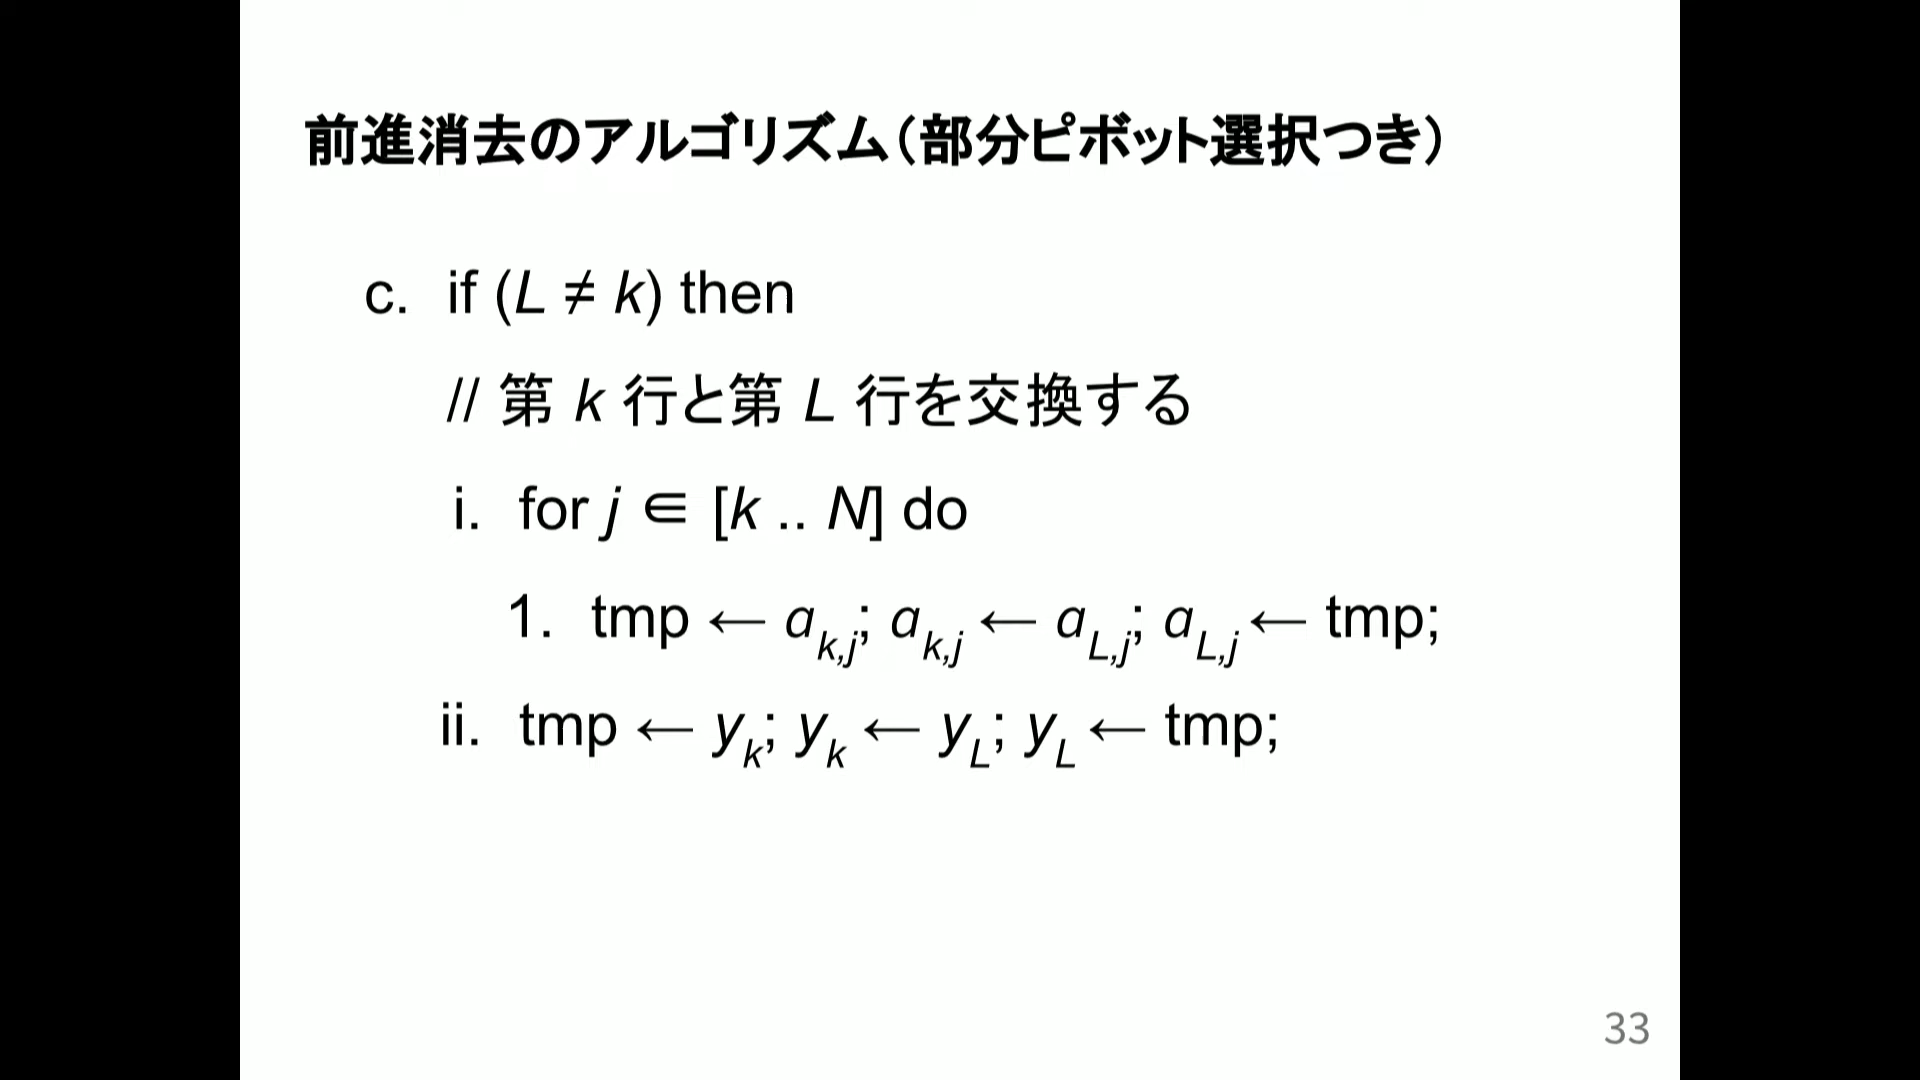 前進消去のアルゴリズム（部分ピボット選択つき）
c. if (L ≠ k) then
// 第 k 行と第 L 行を交換する
i. for j ∈ [k .. N] do
1. tmp ← a_{k,j}; a_{k,j} ← a_{L,j}; a_{L,j} ← tmp;
ii. tmp ← y_k; y_k ← y_L; y_L ← tmp;
33